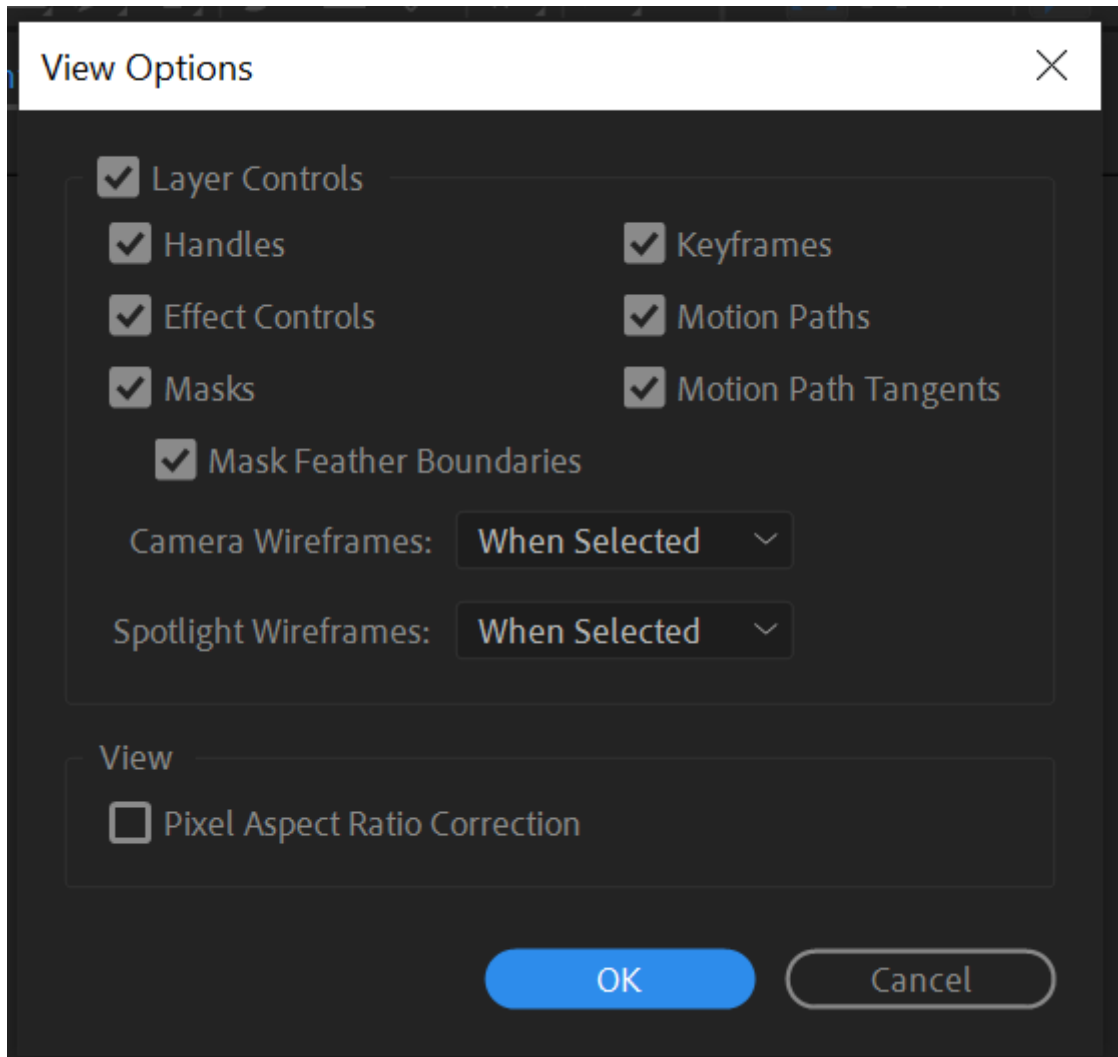 View Options
Layer Controls
Handles
Keyframes
Effect Controls
Motion Paths
Masks
Motion Path Tangents
Mask Feather Boundaries
Camera Wireframes: When Selected
Spotlight Wireframes: When Selected
View
Pixel Aspect Ratio Correction
OK
Cancel